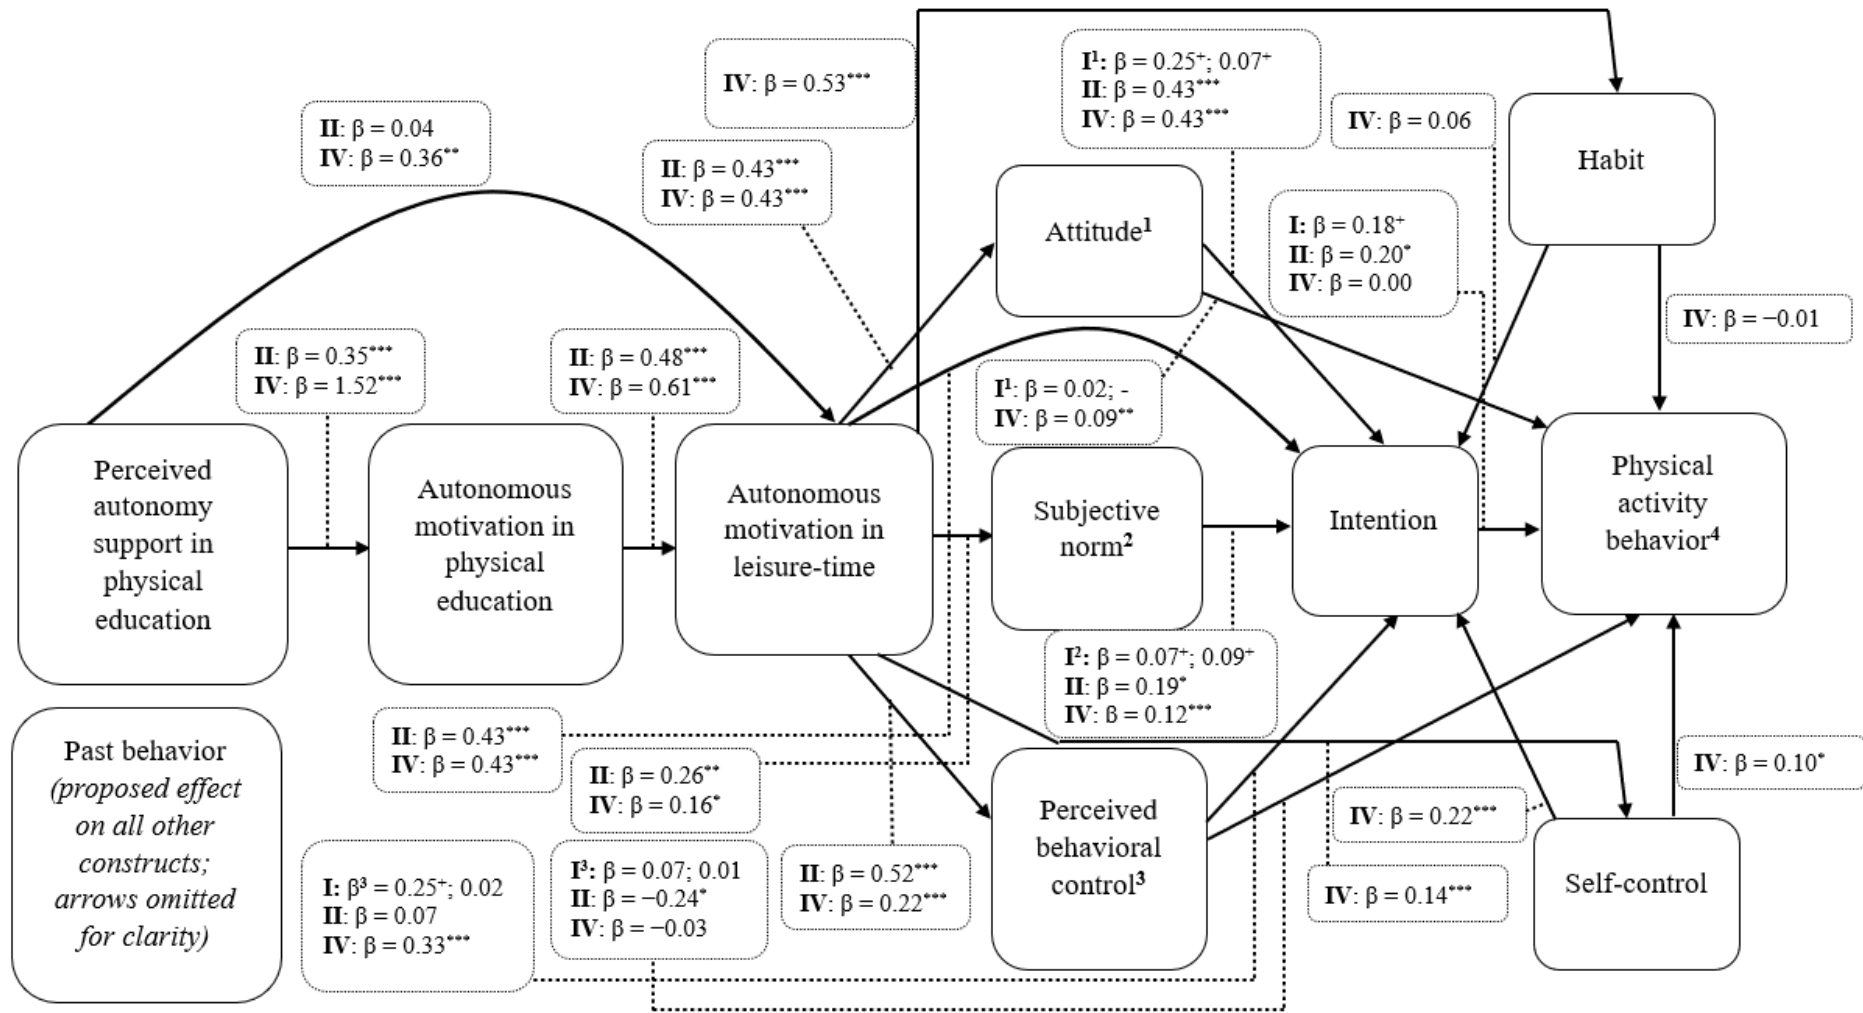 IV: β = 0.53***
I¹: β = 0.25⁺; 0.07⁺
II: β = 0.43***
IV: β = 0.43***
IV: β = 0.06
Habit
II: β = 0.04
IV: β = 0.36**
II: β = 0.43***
IV: β = 0.43***
Attitude¹
I: β = 0.18⁺
II: β = 0.20*
IV: β = 0.00
IV: β = −0.01
II: β = 0.35***
IV: β = 1.52***
II: β = 0.48***
IV: β = 0.61***
I¹: β = 0.02; -
IV: β = 0.09**
Perceived
autonomy
support in
physical
education
Autonomous
motivation in
physical
education
Autonomous
motivation in
leisure-time
Subjective
norm²
Intention
Physical
activity
behavior⁴
I²: β = 0.07⁺; 0.09⁺
II: β = 0.19*
IV: ß = 0.12***
Past behavior
(proposed effect
on all other
constructs;
arrows omitted
for clarity)
II: β = 0.43***
IV: β = 0.43***
II: β = 0.26**
IV: β = 0.16*
I: β³ = 0.25⁺; 0.02
II: β = 0.07
IV: β = 0.33***
I³: β = 0.07; 0.01
II: β = −0.24*
IV: β = −0.03
II: β = 0.52***
IV: β = 0.22***
Perceived
behavioral
control³
IV: β = 0.22***
IV: β = 0.14***
IV: β = 0.10*
Self-control